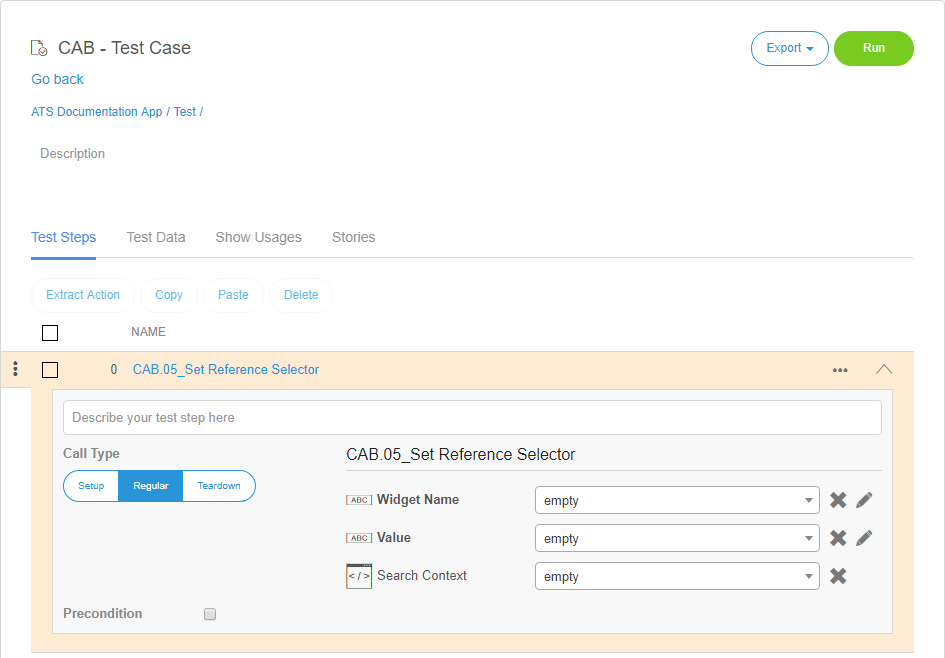 CAB - Test Case
Export
Run
Go back
ATS Documentation App / Test /
Description
Test Steps Test Data Show Usages Stories
Extract Action Copy Paste Delete
NAME
0 CAB.05_Set Reference Selector
Describe your test step here
Call Type
CAB.05_Set Reference Selector
Setup Regular Teardown
ABC Widget Name empty
ABC Value empty
</> Search Context empty
Precondition